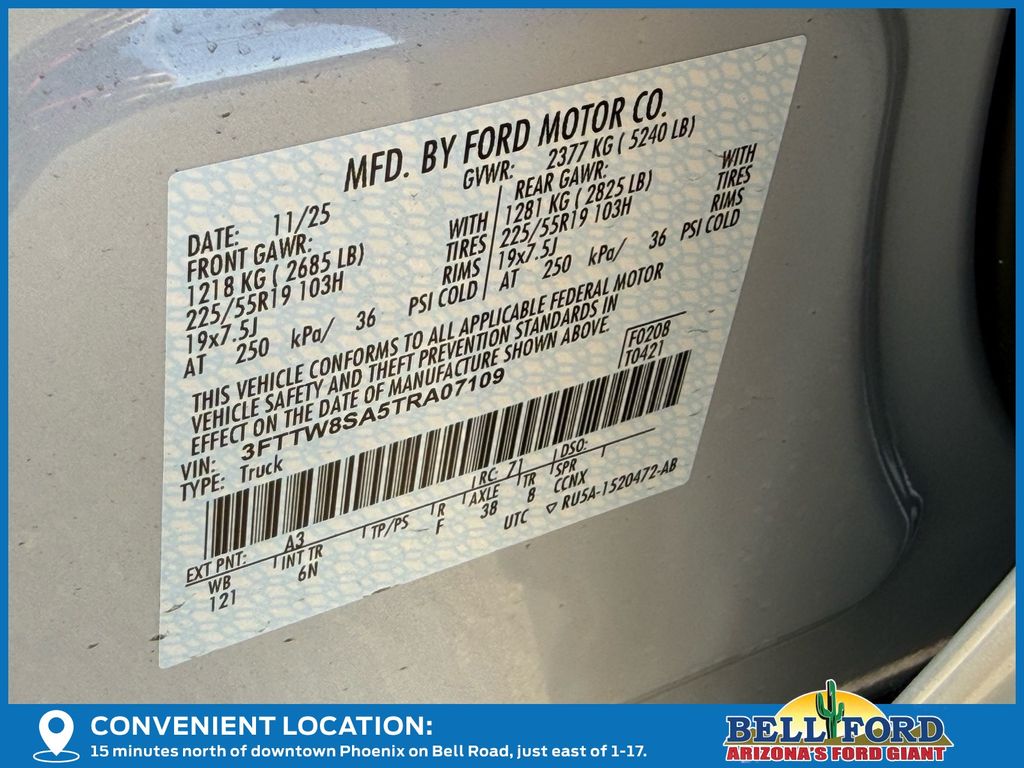 MFD. BY FORD MOTOR CO.
DATE: 11/25
GVWR: 2377 KG ( 5240 LB)
FRONT GAWR:
1218 KG ( 2685 LB) WITH
225/55R19 103H TIRES
19x7.5J RIMS
AT 250 kPa/ 36 PSI COLD
REAR GAWR:
1281 KG ( 2825 LB) WITH
225/55R19 103H TIRES
19x7.5J RIMS
AT 250 kPa/ 36 PSI COLD
THIS VEHICLE CONFORMS TO ALL APPLICABLE FEDERAL MOTOR
VEHICLE SAFETY AND THEFT PREVENTION STANDARDS IN
EFFECT ON THE DATE OF MANUFACTURE SHOWN ABOVE.
VIN: 3FTTW8SA5TRA07109
TYPE: Truck
F0208
T0421
EXT PNT: A3 RC: 71 DSO:
WB INT TR TP/PS R AXLE TR SPR
121 6N F 38 8 CCNX
UTC ▽ RU5A-1520472-AB
CONVENIENT LOCATION:
15 minutes north of downtown Phoenix on Bell Road, just east of 1-17.
BELL FORD
ARIZONA'S FORD GIANT